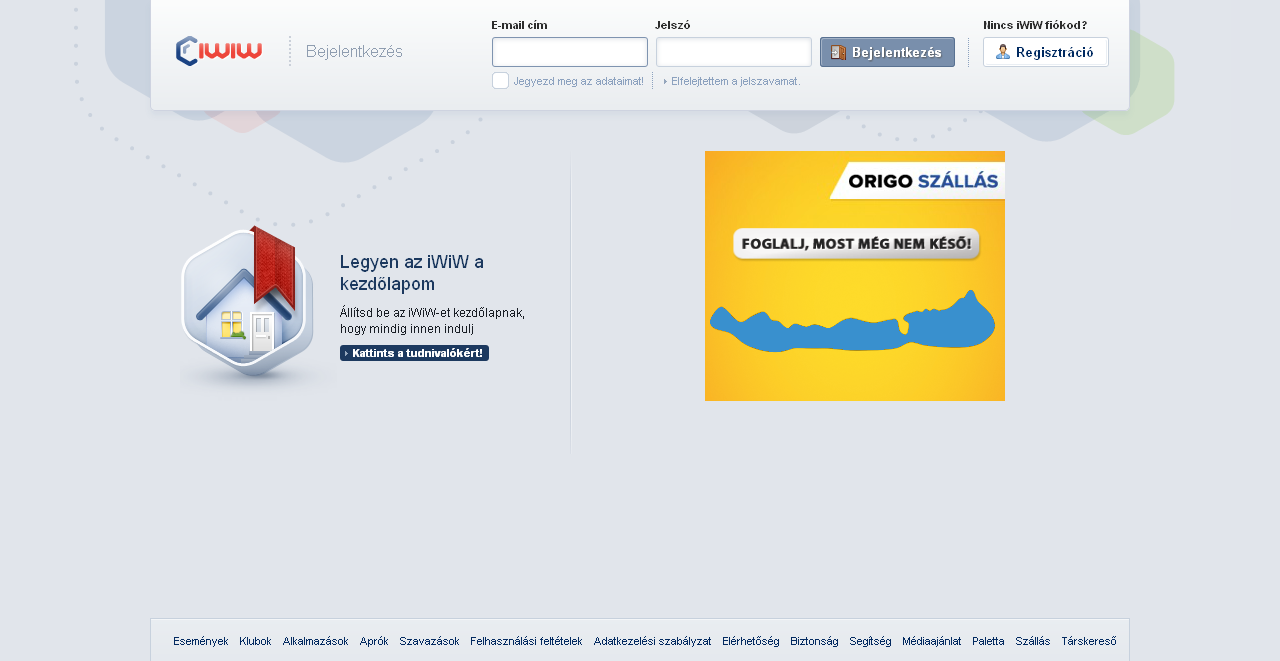 E-mail cím
Jelszó
Nincs iWiW fiókod?
iWiW
Bejelentkezés
Bejelentkezés
Regisztráció
Jegyezd meg az adataimat!
Elfelejtettem a jelszavamat.
ORIGO SZÁLLÁS
FOGLALJ, MOST MÉG NEM KÉSŐ!
Legyen az iWiW a
kezdőlapom
Állítsd be az iWiW-et kezdőlapnak,
hogy mindig innen indulj
Kattints a tudnivalókért!
Események Klubok Alkalmazások Aprók Szavazások Felhasználási feltételek Adatkezelési szabályzat Elérhetőség Biztonság Segítség Médiaajánlat Paletta Szállás Társkereső